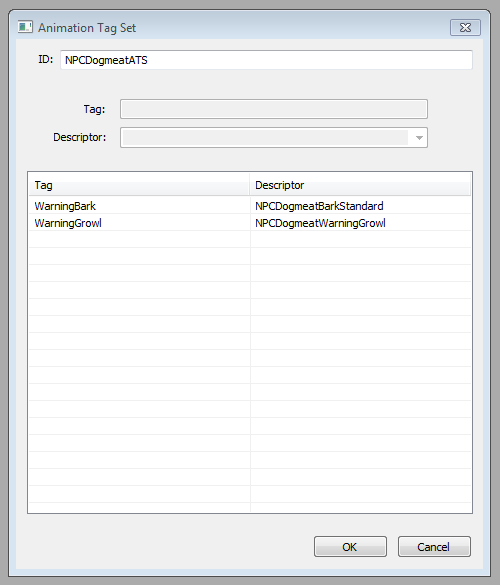 Animation Tag Set
ID: NPCDogmeatATS
Tag:
Descriptor:
Tag Descriptor
WarningBark NPCDogmeatBarkStandard
WarningGrowl NPCDogmeatWarningGrowl
OK Cancel